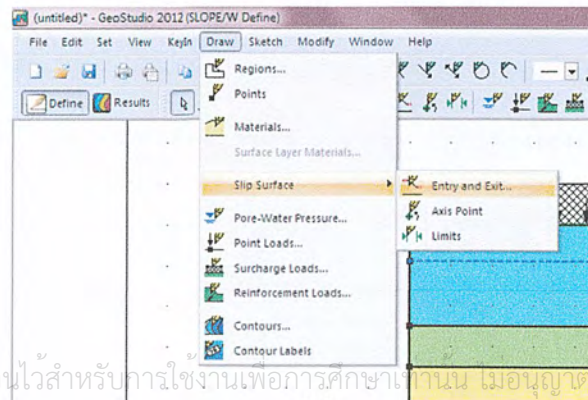 (untitled)* - GeoStudio 2012 (SLOPE/W Define)
File Edit Set View KeyIn Draw Sketch Modify Window Help
Define Results
Regions...
Points
Materials...
Surface Layer Materials...
Slip Surface
Entry and Exit...
Axis Point
Limits
Pore-Water Pressure...
Point Loads...
Surcharge Loads...
Reinforcement Loads...
Contours...
Contour Labels
นไว้สำหรับการใช้งานเพื่อการศึกษาเท่านั้น ไม่อนุญาต